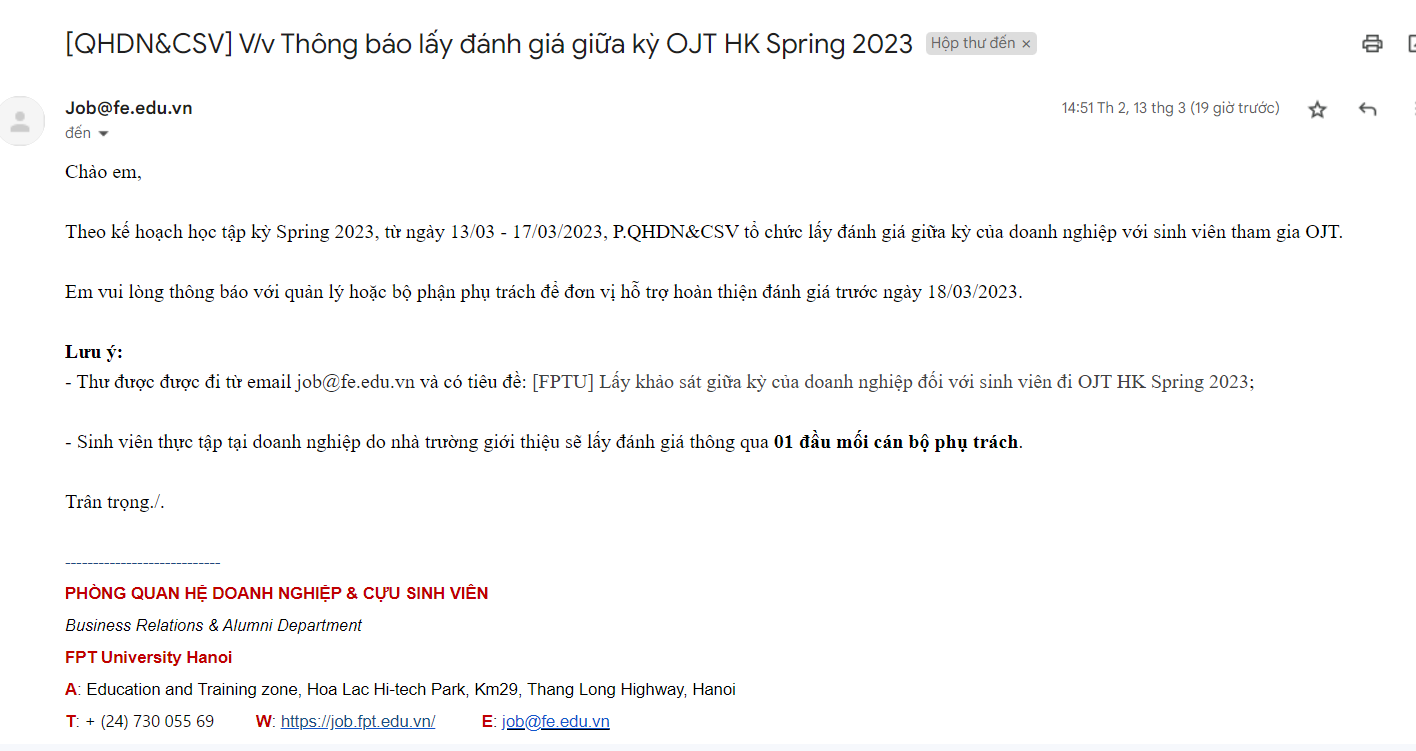 [QHDN&CSV] V/v Thông báo lấy đánh giá giữa kỳ OJT HK Spring 2023 Hộp thư đến ×
Job@fe.edu.vn 14:51 Th 2, 13 thg 3 (19 giờ trước)
đến
Chào em,
Theo kế hoạch học tập kỳ Spring 2023, từ ngày 13/03 - 17/03/2023, P.QHDN&CSV tổ chức lấy đánh giá giữa kỳ của doanh nghiệp với sinh viên tham gia OJT.
Em vui lòng thông báo với quản lý hoặc bộ phận phụ trách để đơn vị hỗ trợ hoàn thiện đánh giá trước ngày 18/03/2023.
Lưu ý:
- Thư được được đi từ email job@fe.edu.vn và có tiêu đề: [FPTU] Lấy khảo sát giữa kỳ của doanh nghiệp đối với sinh viên đi OJT HK Spring 2023;
- Sinh viên thực tập tại doanh nghiệp do nhà trường giới thiệu sẽ lấy đánh giá thông qua 01 đầu mối cán bộ phụ trách.
Trân trọng./.
----------------------------
PHÒNG QUAN HỆ DOANH NGHIỆP & CỰU SINH VIÊN
Business Relations & Alumni Department
FPT University Hanoi
A: Education and Training zone, Hoa Lac Hi-tech Park, Km29, Thang Long Highway, Hanoi
T: + (24) 730 055 69 W: https://job.fpt.edu.vn/ E: job@fe.edu.vn